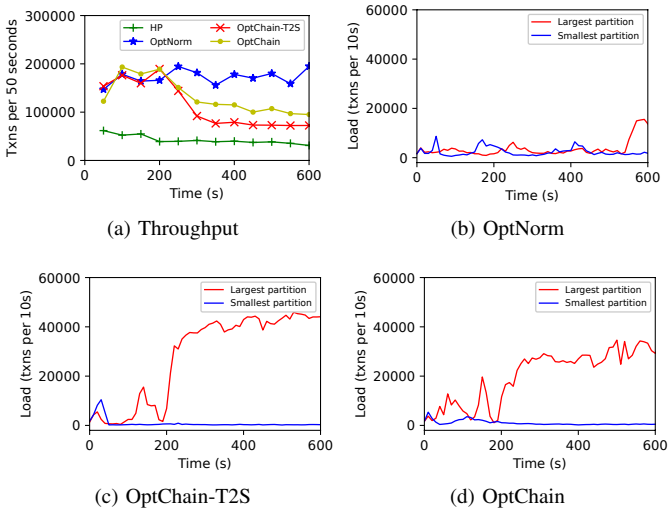 300000
200000
100000
0
Txns per 50 seconds
HP
OptNorm
OptChain-T2S
OptChain
0 200 400 600
Time (s)
(a) Throughput
60000
40000
20000
0
Load (txns per 10s)
Largest partition
Smallest partition
0 200 400 600
Time (s)
(b) OptNorm
60000
40000
20000
0
Load (txns per 10s)
Largest partition
Smallest partition
0 200 400 600
Time (s)
(c) OptChain-T2S
60000
40000
20000
0
Load (txns per 10s)
Largest partition
Smallest partition
0 200 400 600
Time (s)
(d) OptChain